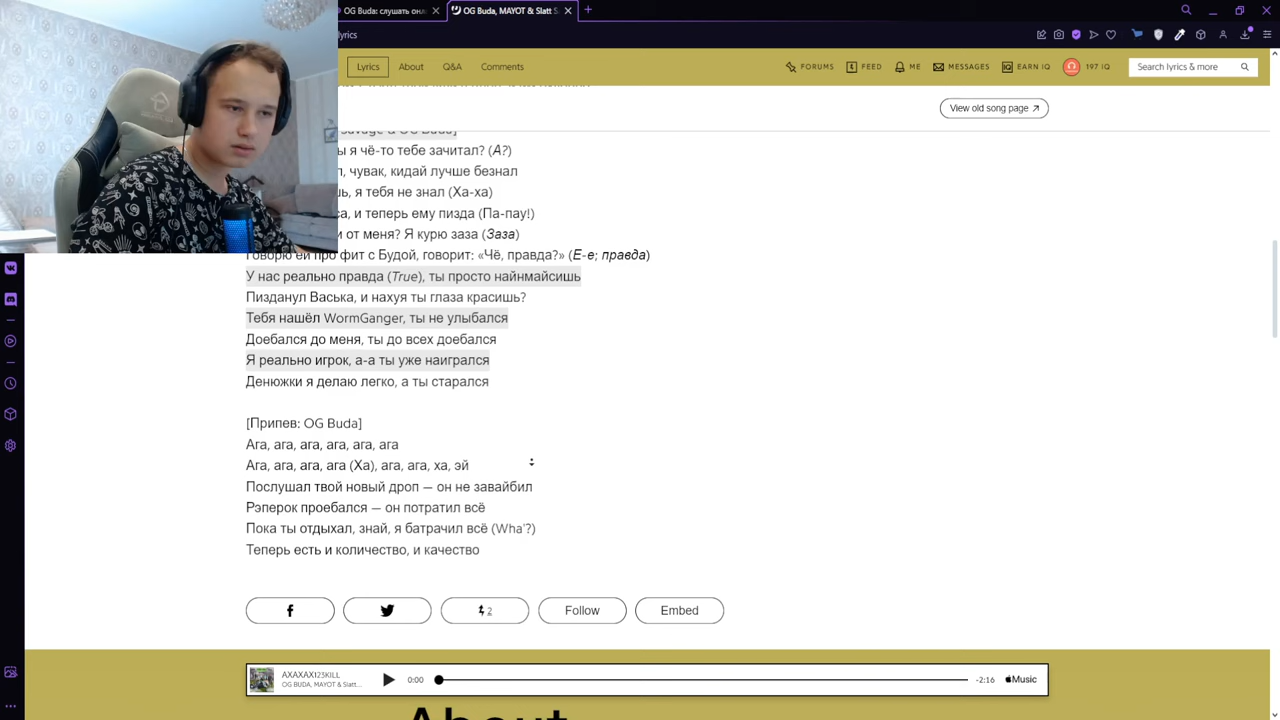 OG Buda: слушать онлай
OG Buda, MAYOT & Slatt S
lyrics
Lyrics
About
Q&A
Comments
FORUMS
FEED
ME
MESSAGES
EARN IQ
197 IQ
Search lyrics & more
View old song page
Savage & OG Buda]
ы я чё-то тебе зачитал? (А?)
л, чувак, кидай лучше безнал
шь, я тебя не знал (Ха-ха)
са, и теперь ему пизда (Па-пау!)
и от меня? Я курю заза (Заза)
Говорю ей про фит с Будой, говорит: «Чё, правда?» (Е-е; правда)
У нас реально правда (True), ты просто найнмайсишь
Пизданул Васька, и нахуя ты глаза красишь?
Тебя нашёл WormGanger, ты не улыбался
Доебался до меня, ты до всех доебался
Я реально игрок, а-а ты уже наигрался
Денюжки я делаю легко, а ты старался
[Припев: OG Buda]
Ага, ага, ага, ага, ага, ага
Ага, ага, ага, ага (Ха), ага, ага, ха, эй
Послушал твой новый дроп — он не завайбил
Рэперок проебался — он потратил всё
Пока ты отдыхал, знай, я батрачил всё (Wha'?)
Теперь есть и количество, и качество
2
Follow
Embed
AXAXAX123KILL
OG BUDA, MAYOT & Slatt...
0:00
-2:16
Music
About